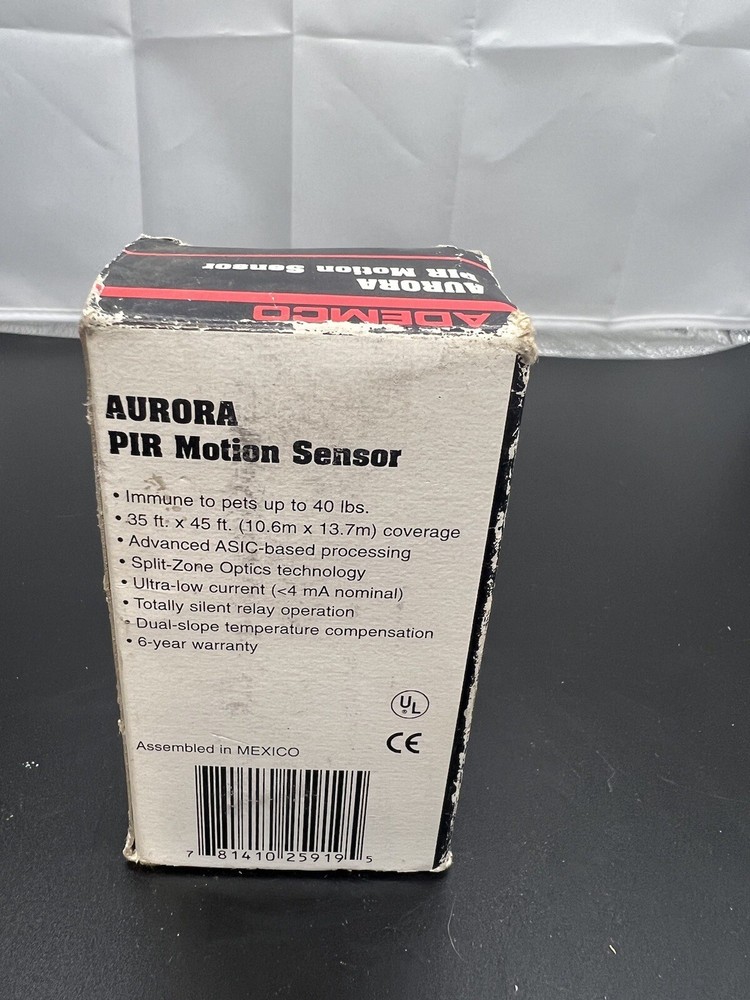 ADEMCO
AURORA
PIR Motion Sensor
AURORA
PIR Motion Sensor
• Immune to pets up to 40 lbs.
• 35 ft. x 45 ft. (10.6m x 13.7m) coverage
• Advanced ASIC-based processing
• Split-Zone Optics technology
• Ultra-low current (<4 mA nominal)
• Totally silent relay operation
• Dual-slope temperature compensation
• 6-year warranty
UL
®
CE
Assembled in MEXICO
7 81410 25919 5